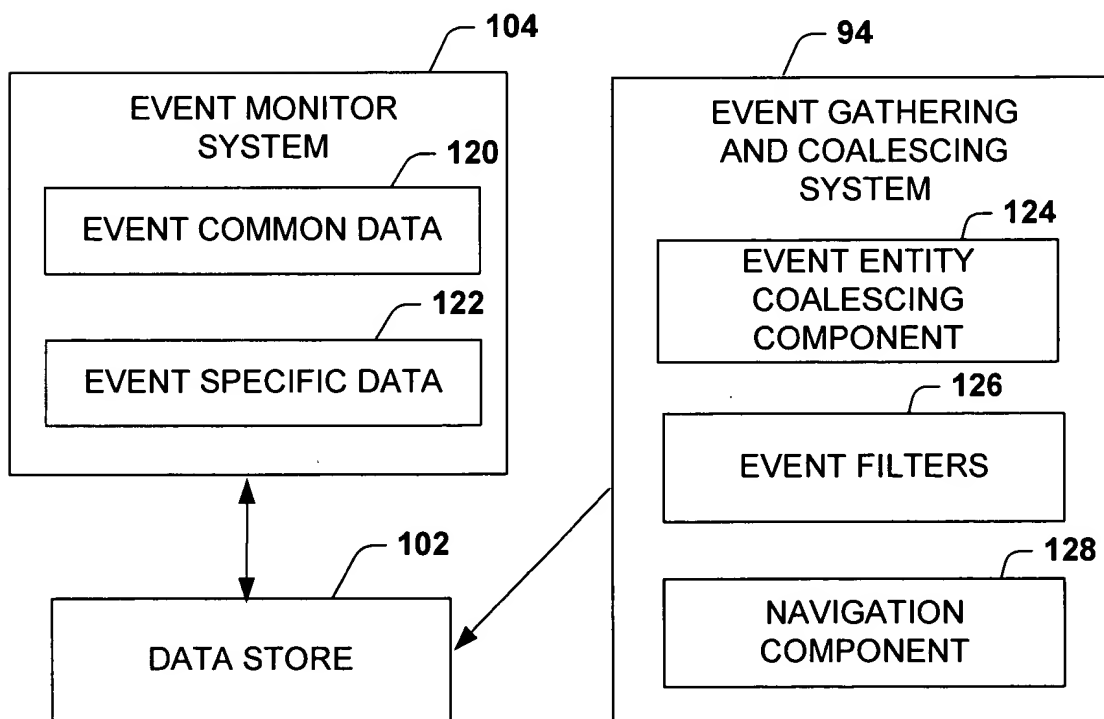 104
EVENT MONITOR
SYSTEM
120
EVENT COMMON DATA
122
EVENT SPECIFIC DATA
102
DATA STORE
94
EVENT GATHERING
AND COALESCING
SYSTEM
124
EVENT ENTITY
COALESCING
COMPONENT
126
EVENT FILTERS
128
NAVIGATION
COMPONENT